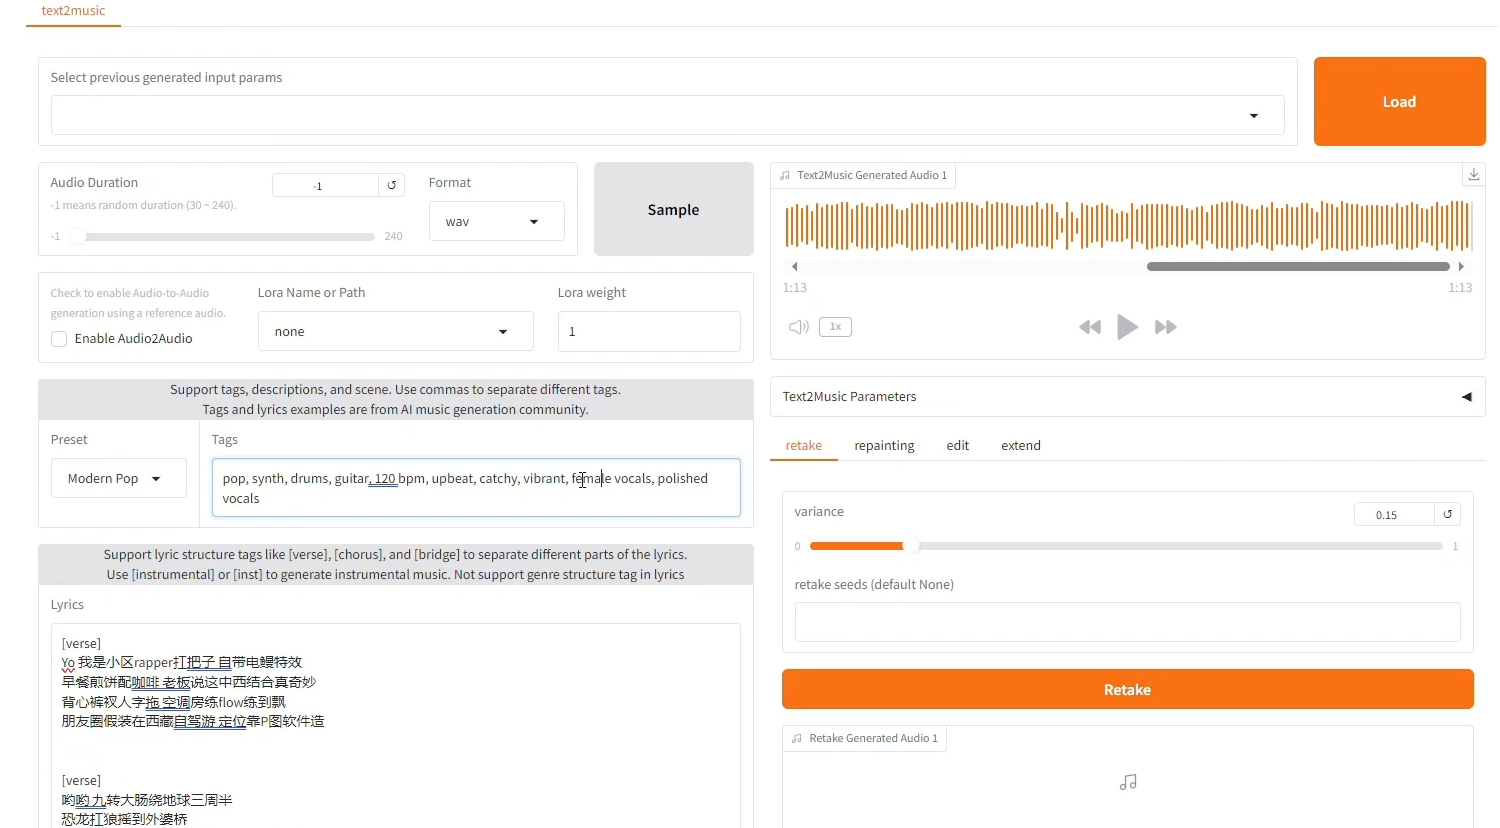 text2music
Select previous generated input params
Load
Audio Duration
-1
↺
-1 means random duration (30 ~ 240).
-1
240
Format
wav
Sample
Text2Music Generated Audio 1
1:13
1:13
1x
Check to enable Audio-to-Audio
generation using a reference audio.
Enable Audio2Audio
Lora Name or Path
none
Lora weight
1
Support tags, descriptions, and scene. Use commas to separate different tags.
Tags and lyrics examples are from AI music generation community.
Preset
Modern Pop
Tags
pop, synth, drums, guitar, 120 bpm, upbeat, catchy, vibrant, female vocals, polished
vocals
Text2Music Parameters
retake
repainting
edit
extend
variance
0.15
↺
0
1
retake seeds (default None)
Retake
Retake Generated Audio 1
Support lyric structure tags like [verse], [chorus], and [bridge] to separate different parts of the lyrics.
Use [instrumental] or [inst] to generate instrumental music. Not support genre structure tag in lyrics
Lyrics
[verse]
Yo 我是小区rapper扛把子 自带电鳗特效
早餐煎饼配咖啡 老板说这中西结合真奇妙
背心裤衩人字拖 空调房练flow练到飘
朋友圈假装在西藏自驾游 定位靠P图软件造
[verse]
哟哟 九转大肠绕地球三周半
恐龙扛狼摇到外婆桥